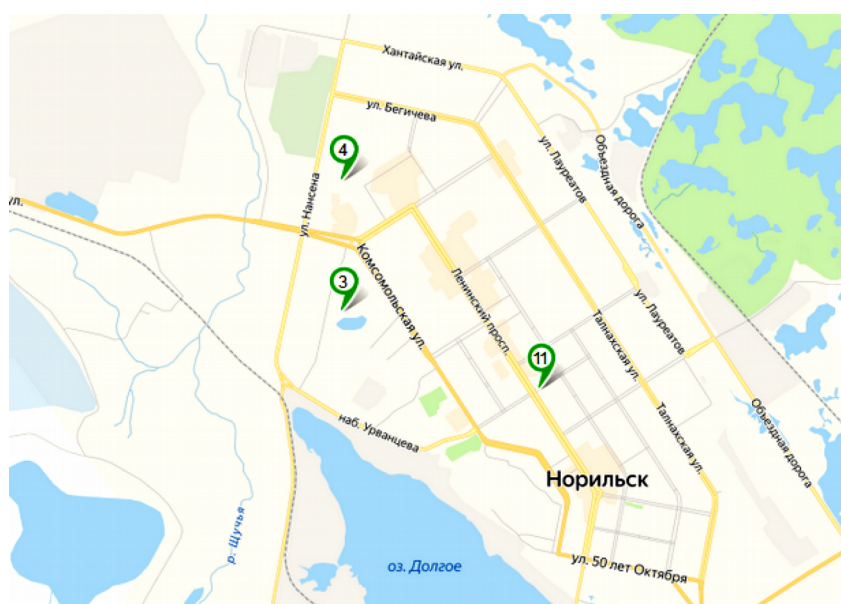 Хантайская ул.
ул. Бегичева
4
ул. Лауреатов
Объездная дорога
ул. Нансена
ул.
Комсомольская ул.
3
Ленинский просп.
Талнахская ул.
ул. Лауреатов
11
наб. Урванцева
Талнахская ул.
Объездная дорога
Норильск
р. Щучья
оз. Долгое
ул. 50 лет Октября